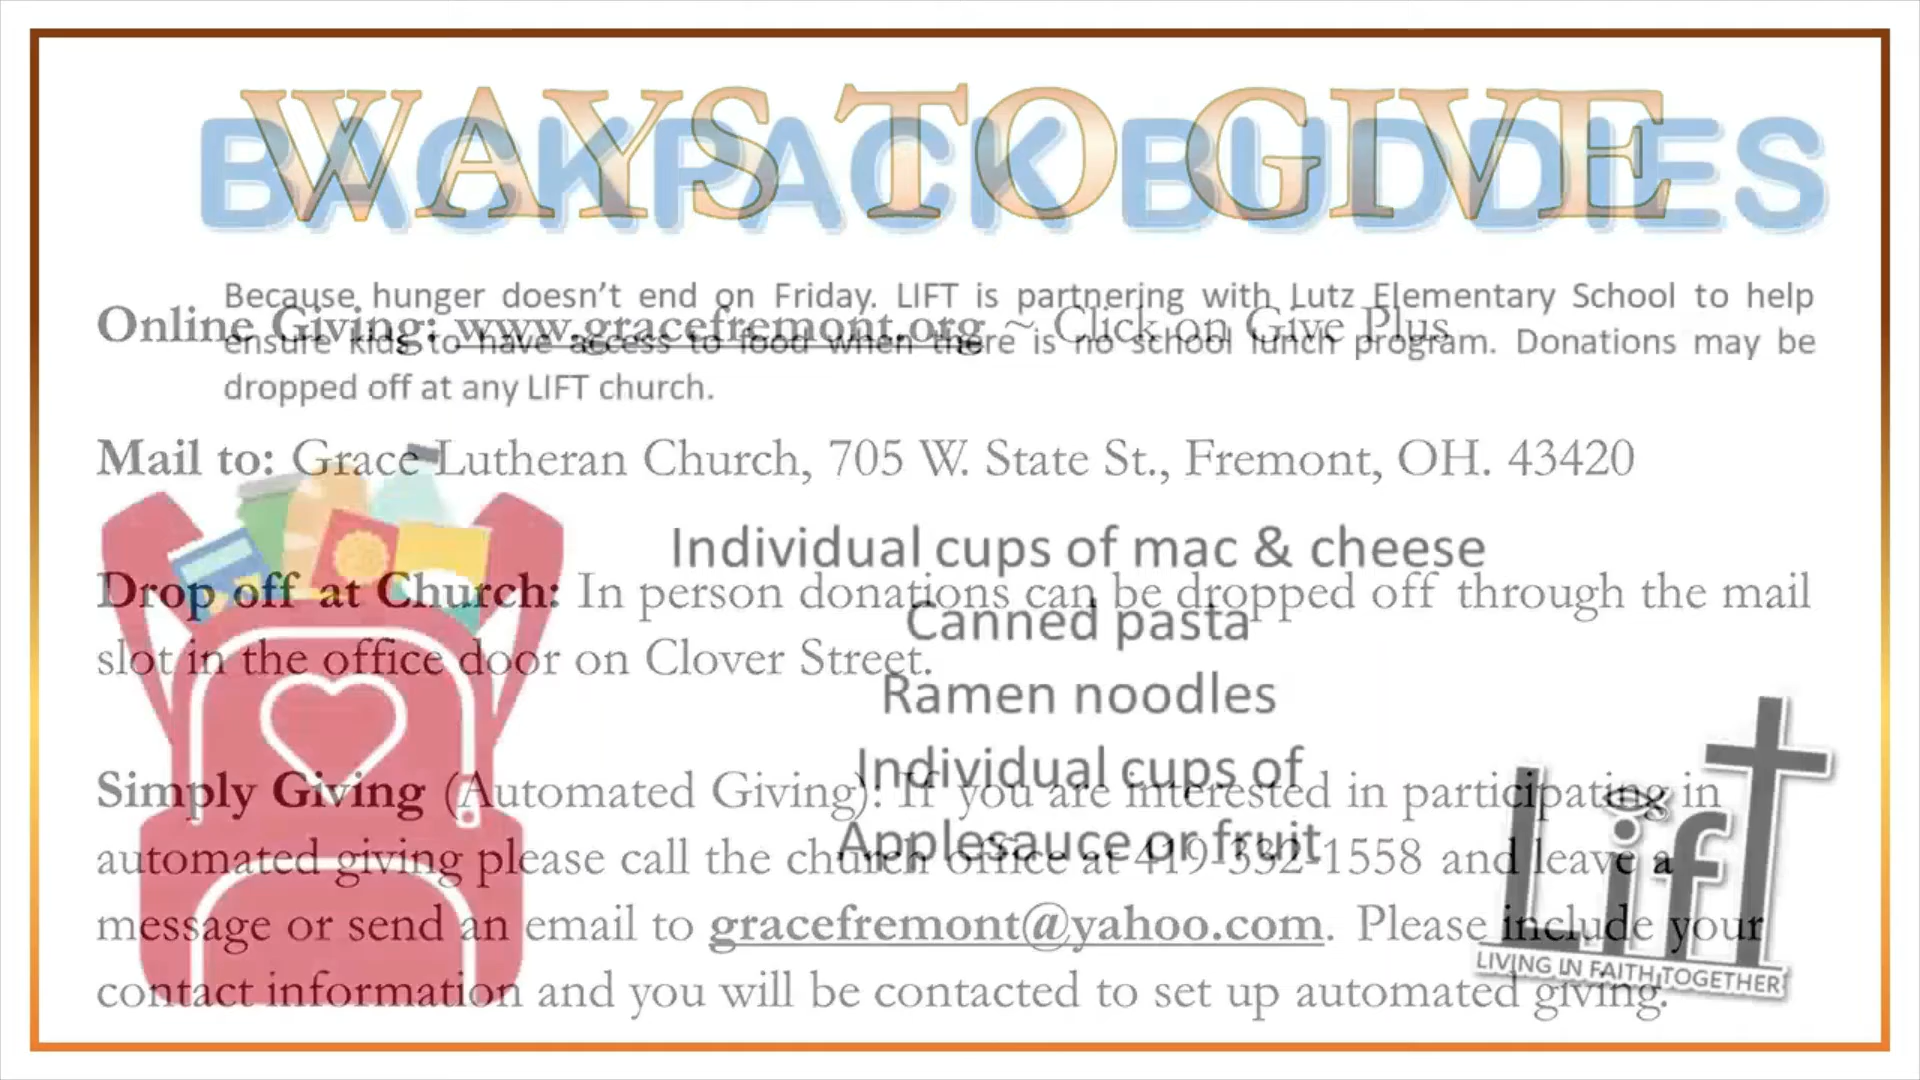 WAYS TO GIVE
BACKPACK BUDDIES
Because hunger doesn't end on Friday. LIFT is partnering with Lutz Elementary School to help
ensure kids to have access to food when there is no school lunch program. Donations may be
dropped off at any LIFT church.
Online Giving: www.gracefremont.org ~ Click on Give Plus
Mail to: Grace Lutheran Church, 705 W. State St., Fremont, OH. 43420
Individual cups of mac & cheese
Canned pasta
Ramen noodles
Individual cups of
Applesauce or fruit
Drop off at Church: In person donations can be dropped off through the mail
slot in the office door on Clover Street.
Simply Giving (Automated Giving): If you are interested in participating in
automated giving please call the church office at 419-332-1558 and leave a
message or send an email to gracefremont@yahoo.com. Please include your
contact information and you will be contacted to set up automated giving.
LifT
LIVING IN FAITH TOGETHER